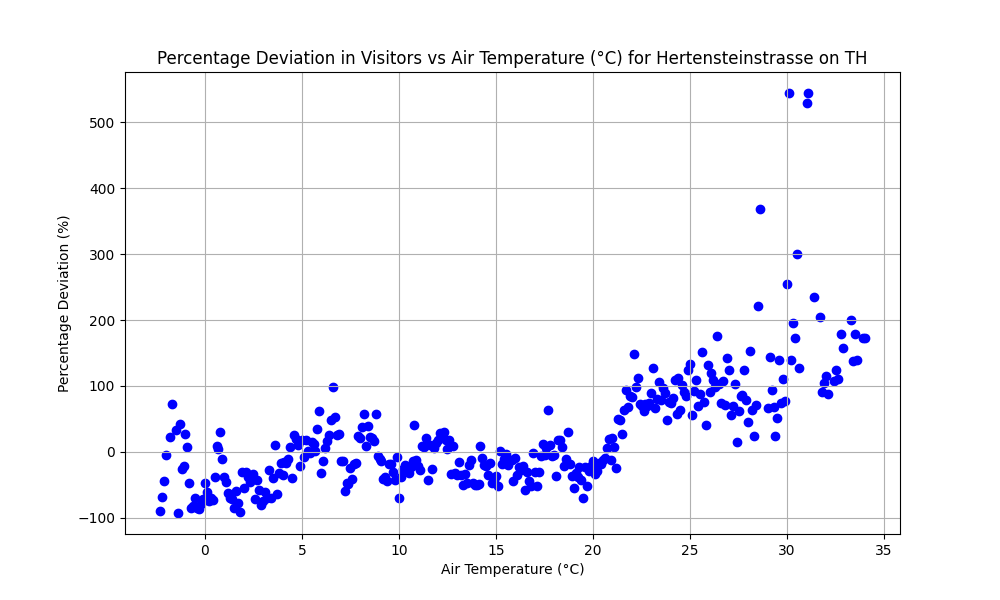 Percentage Deviation in Visitors vs Air Temperature (°C) for Hertensteinstrasse on TH
Percentage Deviation (%)
500
400
300
200
100
0
−100
0 5 10 15 20 25 30 35
Air Temperature (°C)